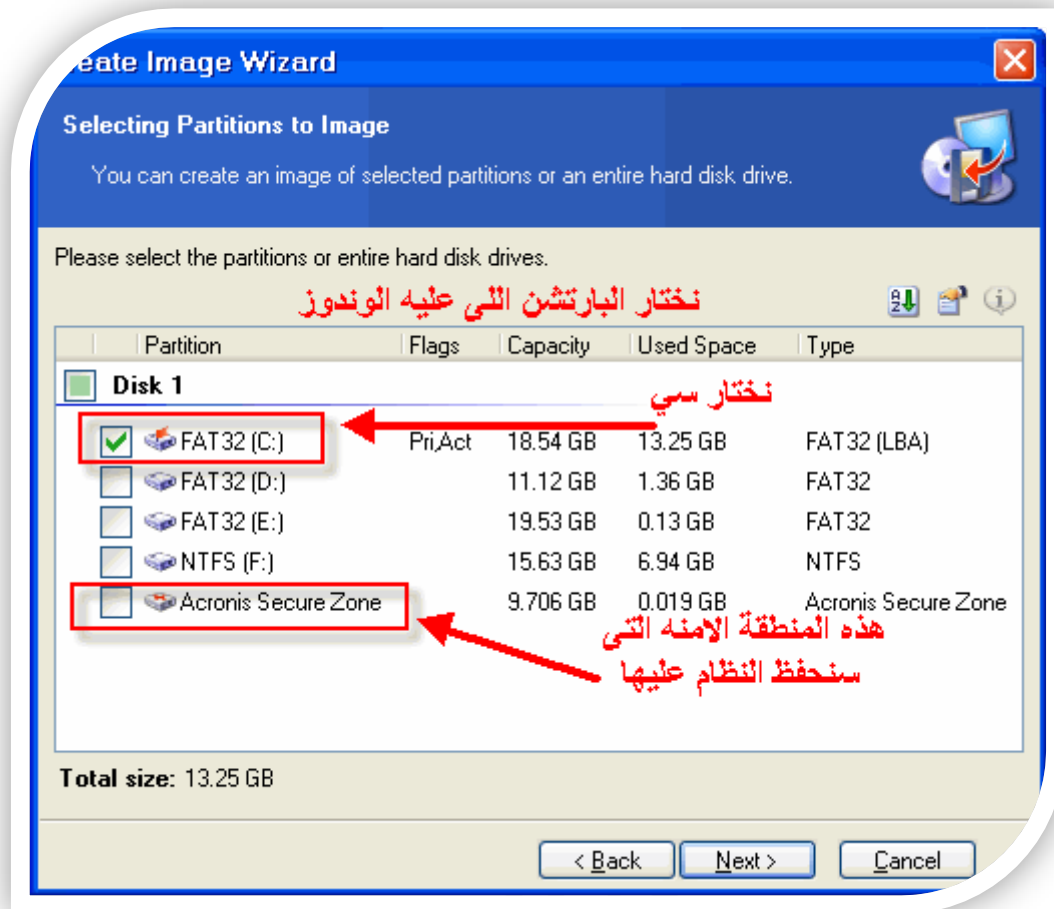 eate Image Wizard
Selecting Partitions to Image
You can create an image of selected partitions or an entire hard disk drive.
Please select the partitions or entire hard disk drives.
نختار البارتشن اللي عليه الوندوز
Partition Flags Capacity Used Space Type
Disk 1
نختار سي
FAT32 (C:) Pri,Act 18.54 GB 13.25 GB FAT32 (LBA)
FAT32 (D:) 11.12 GB 1.36 GB FAT32
FAT32 (E:) 19.53 GB 0.13 GB FAT32
NTFS (F:) 15.63 GB 6.94 GB NTFS
Acronis Secure Zone 9.706 GB 0.019 GB Acronis Secure Zone
هذه المنطقة الامنه التي
سنحفظ النظام عليها
Total size: 13.25 GB
< Back Next > Cancel